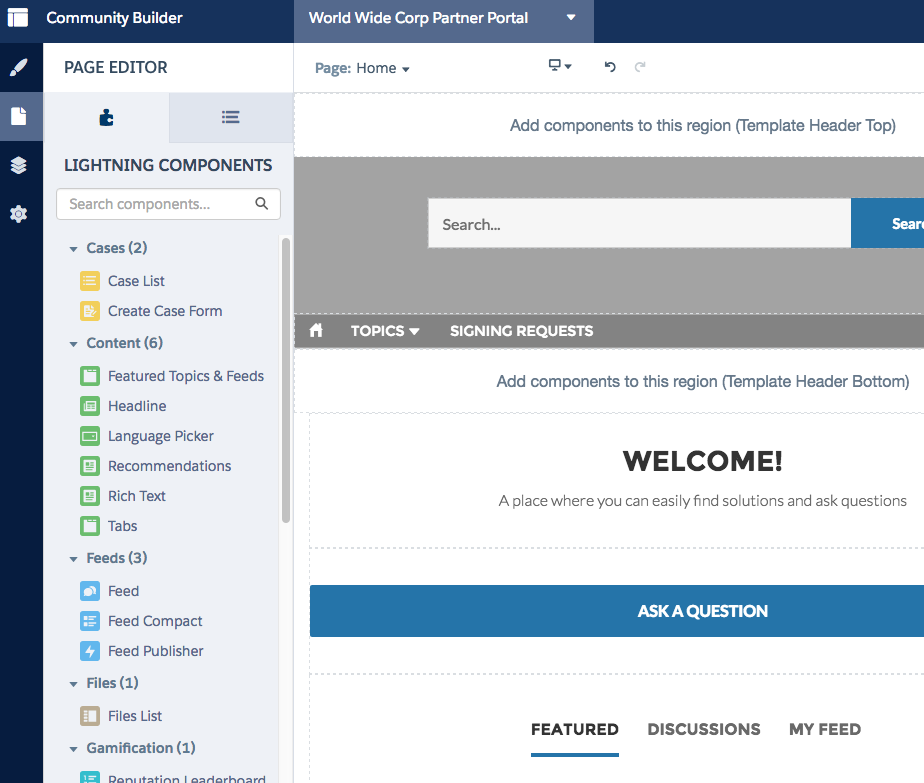 Community Builder
World Wide Corp Partner Portal
PAGE EDITOR
Page: Home
LIGHTNING COMPONENTS
Search components...
Cases (2)
Case List
Create Case Form
Content (6)
Featured Topics & Feeds
Headline
Language Picker
Recommendations
Rich Text
Tabs
Feeds (3)
Feed
Feed Compact
Feed Publisher
Files (1)
Files List
Gamification (1)
Reputation Leaderboard
Add components to this region (Template Header Top)
Search...
Sear
TOPICS
SIGNING REQUESTS
Add components to this region (Template Header Bottom)
WELCOME!
A place where you can easily find solutions and ask questions
ASK A QUESTION
FEATURED
DISCUSSIONS
MY FEED